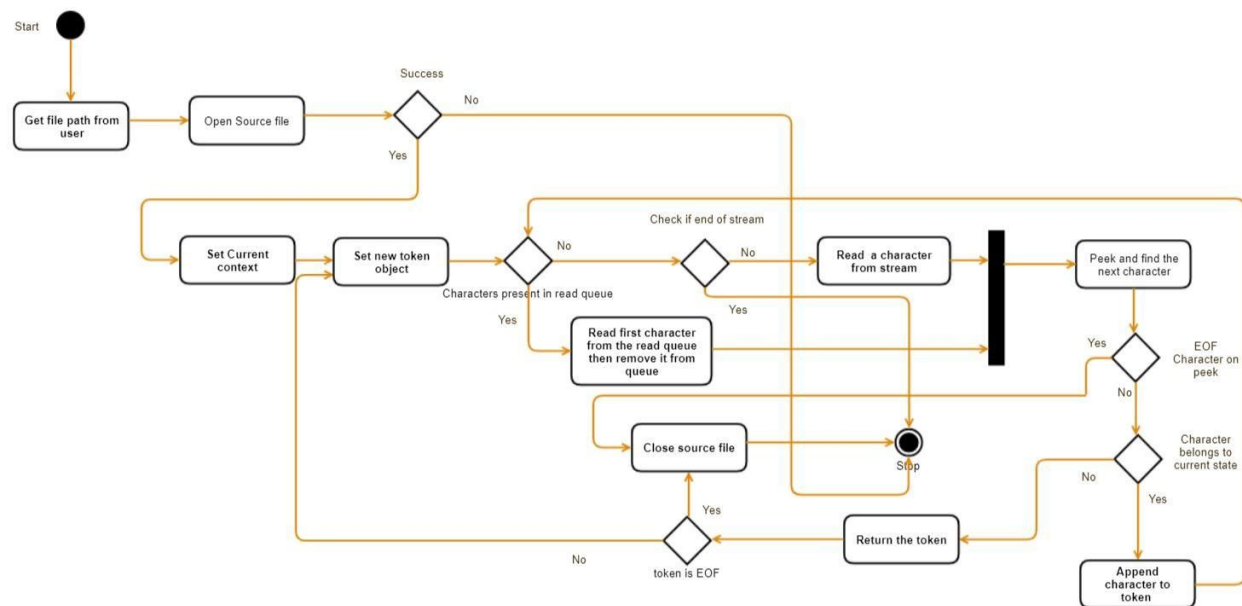 Start
Get file path from
user
Open Source file
Success
No
Yes
Set Current
context
Set new token
object
No
Characters present in read queue
Yes
Check if end of stream
No
Yes
Read a character
from stream
Read first character
from the read queue
then remove it from
queue
Peek and find the
next character
Yes
EOF
Character on
peek
No
Character
belongs to
current state
No
Yes
Close source file
Stop
Yes
No
token is EOF
Return the token
Append
character to
token